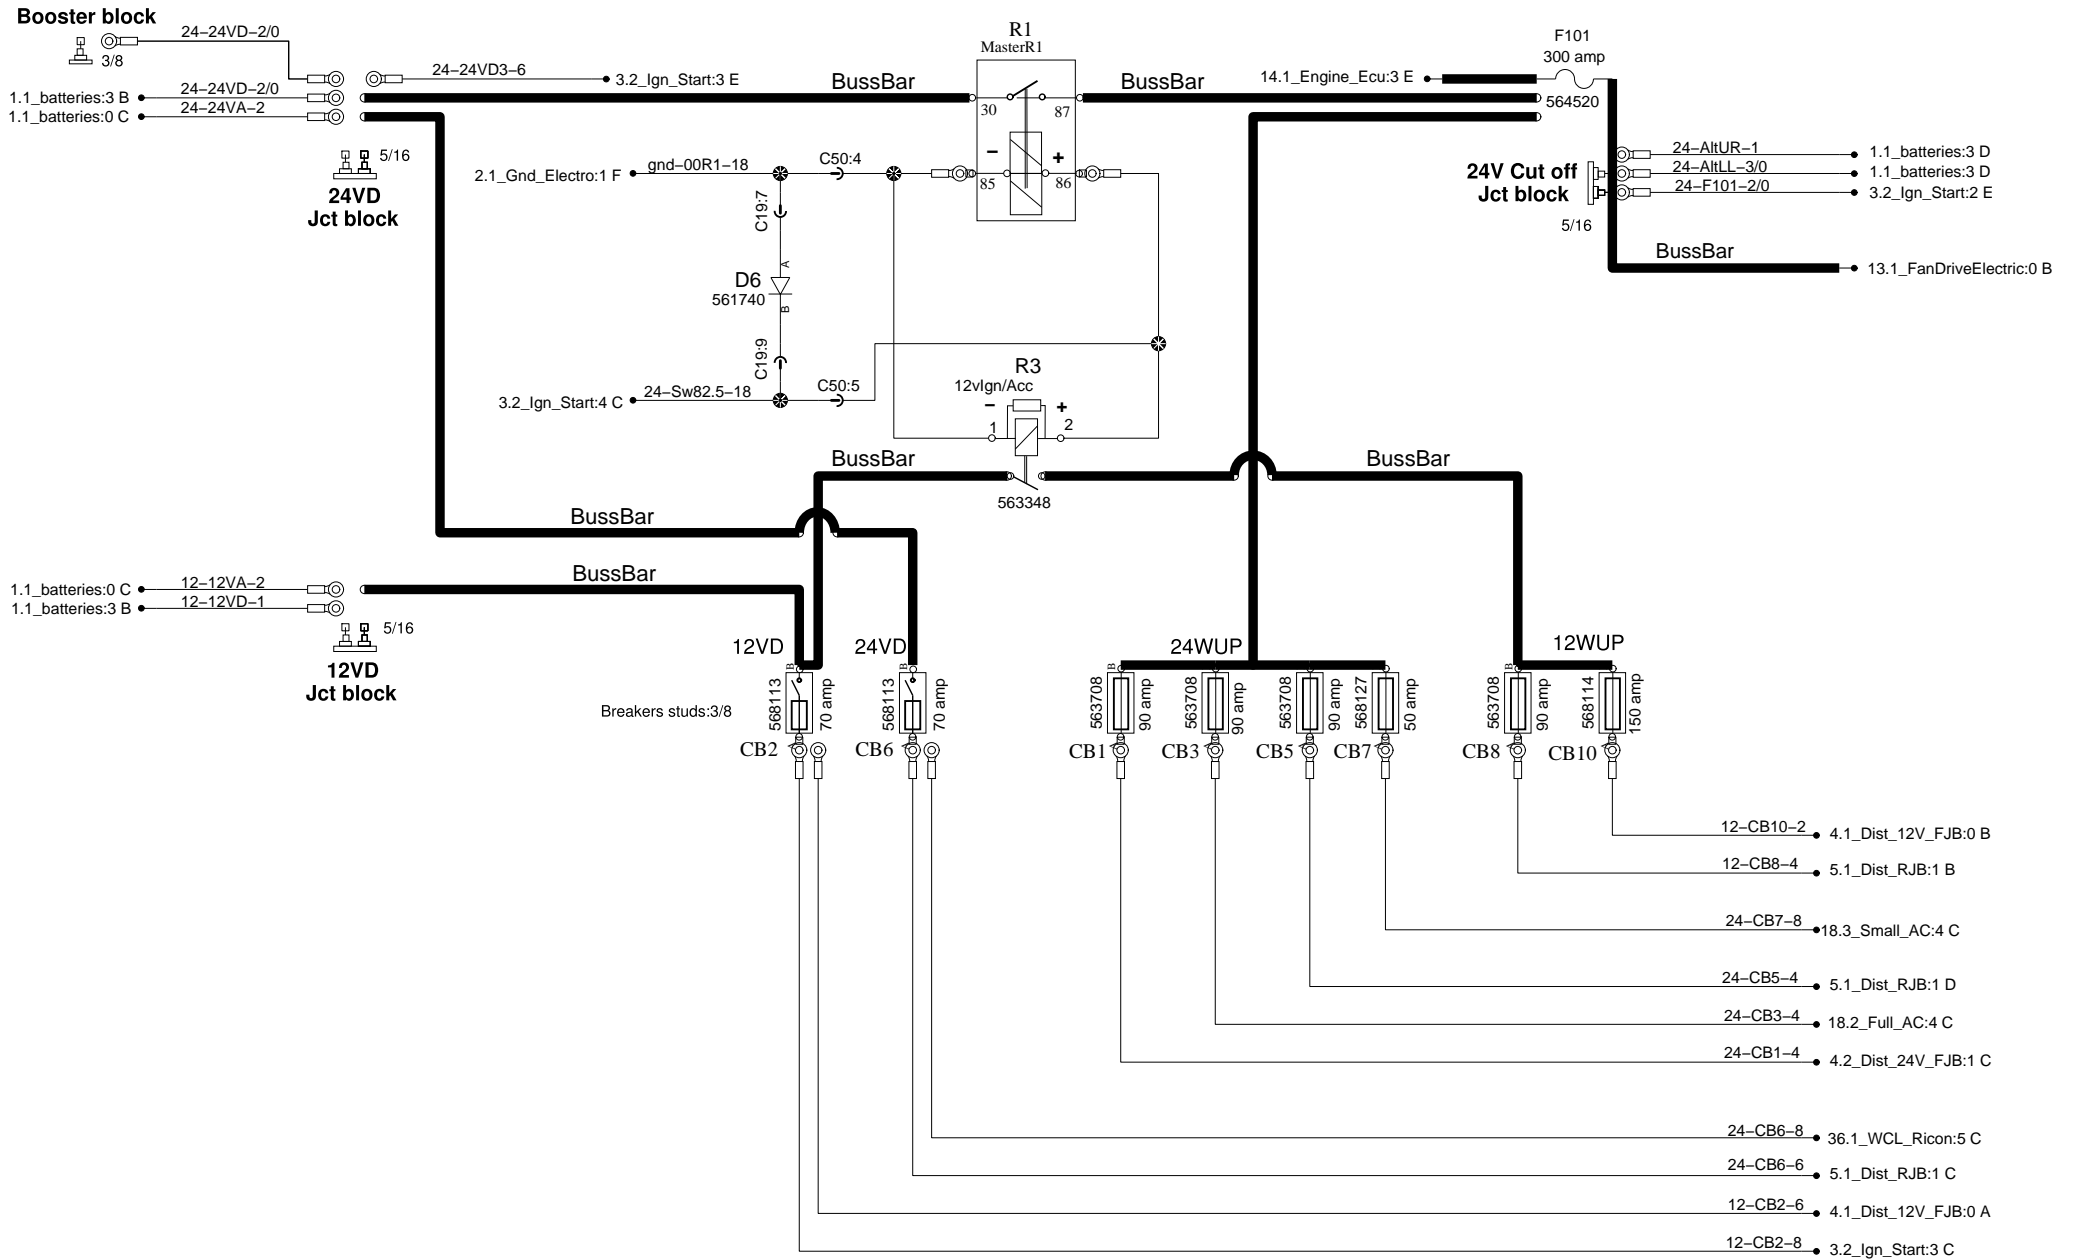 Booster block
24-24VD-2/0
3/8
24-24VD3-6
3.2_Ign_Start:3 E
1.1_batteries:3 B
24-24VD-2/0
1.1_batteries:0 C
24-24VA-2
BussBar
R1
MasterR1
30
87
85
86
−
+
BussBar
14.1_Engine_Ecu:3 E
F101
300 amp
564520
5/16
24VD
Jct block
2.1_Gnd_Electro:1 F
gnd-00R1-18
C50:4
C19:7
A
D6
561740
B
C19:9
3.2_Ign_Start:4 C
24-Sw82.5-18
C50:5
24V Cut off
Jct block
5/16
24-AltUR-1
1.1_batteries:3 D
24-AltLL-3/0
1.1_batteries:3 D
24-F101-2/0
3.2_Ign_Start:2 E
BussBar
13.1_FanDriveElectric:0 B
R3
12vIgn/Acc
−
+
1
2
563348
BussBar
BussBar
BussBar
1.1_batteries:0 C
12-12VA-2
1.1_batteries:3 B
12-12VD-1
BussBar
5/16
12VD
Jct block
12VD
24VD
24WUP
12WUP
Breakers studs:3/8
B
568113
70 amp
CB2
B
568113
70 amp
CB6
B
563708
90 amp
CB1
563708
90 amp
CB3
563708
90 amp
CB5
568127
50 amp
CB7
B
563708
90 amp
CB8
568114
150 amp
CB10
12-CB10-2
4.1_Dist_12V_FJB:0 B
12-CB8-4
5.1_Dist_RJB:1 B
24-CB7-8
18.3_Small_AC:4 C
24-CB5-4
5.1_Dist_RJB:1 D
24-CB3-4
18.2_Full_AC:4 C
24-CB1-4
4.2_Dist_24V_FJB:1 C
24-CB6-8
36.1_WCL_Ricon:5 C
24-CB6-6
5.1_Dist_RJB:1 C
12-CB2-6
4.1_Dist_12V_FJB:0 A
12-CB2-8
3.2_Ign_Start:3 C